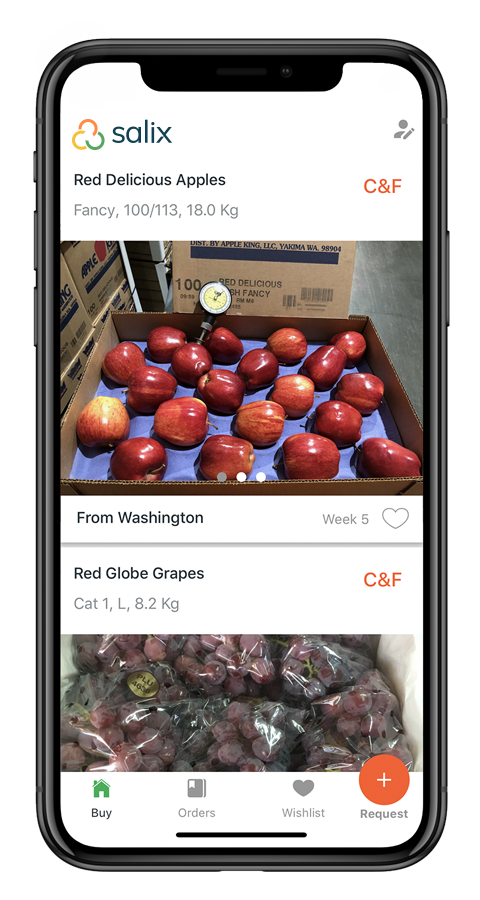 salix
Red Delicious Apples
C&F
Fancy, 100/113, 18.0 Kg
DIST. BY APPLE KING, LLC, YAKIMA WA. 98904
100
RED DELICIOUS
FANCY
APPLE
KING
From Washington
Week 5
Red Globe Grapes
C&F
Cat 1, L, 8.2 Kg
Buy
Orders
Wishlist
Request